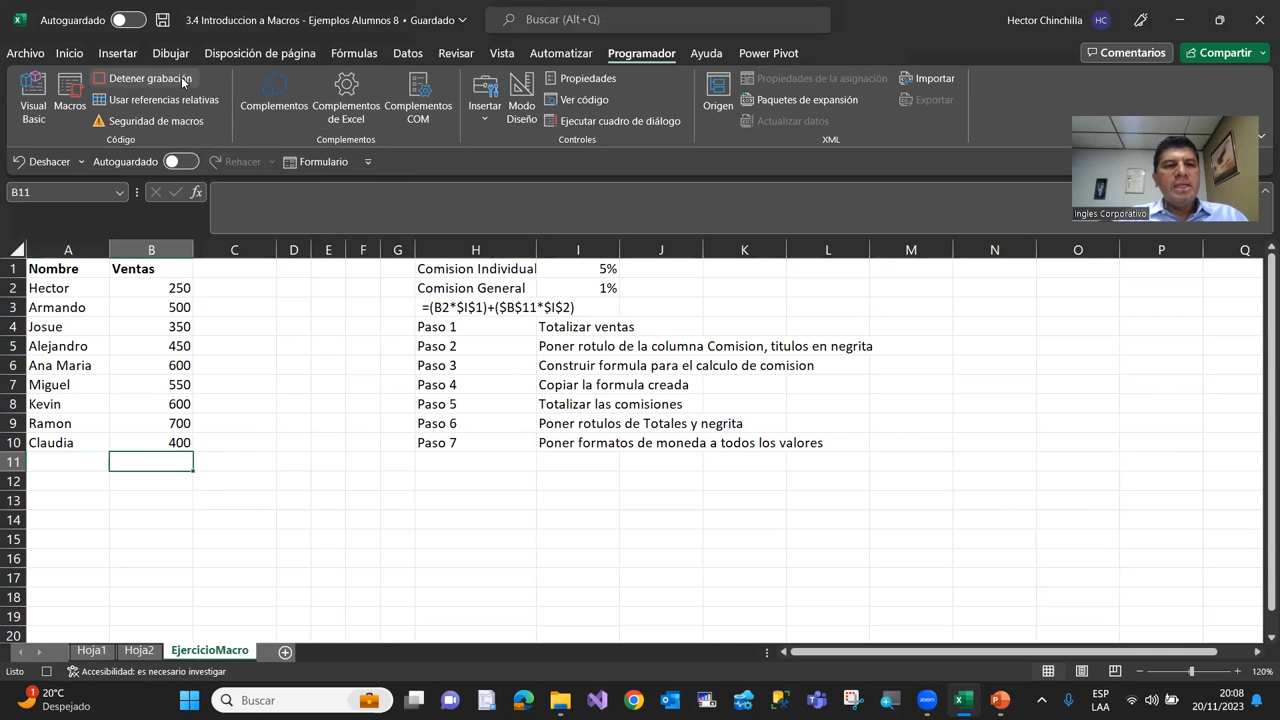 Autoguardado
3.4 Introduccion a Macros - Ejemplos Alumnos 8 • Guardado
Buscar (Alt+Q)
Hector Chinchilla
HC
Archivo Inicio Insertar Dibujar Disposición de página Fórmulas Datos Revisar Vista Automatizar Programador Ayuda Power Pivot
Comentarios
Compartir
Visual Basic
Macros
Detener grabación
Usar referencias relativas
Seguridad de macros
Código
Complementos
Complementos de Excel
Complementos COM
Complementos
Insertar
Modo Diseño
Propiedades
Ver código
Ejecutar cuadro de diálogo
Controles
Origen
Propiedades de la asignación
Paquetes de expansión
Actualizar datos
Importar
Exportar
XML
Deshacer
Autoguardado
Rehacer
Formulario
Ingles Corporativo
B11
fx
A B C D E F G H I J K L M N O P Q
1 Nombre Ventas Comision Individual 5%
2 Hector 250 Comision General 1%
3 Armando 500 =(B2*$I$1)+($B$11*$I$2)
4 Josue 350 Paso 1 Totalizar ventas
5 Alejandro 450 Paso 2 Poner rotulo de la columna Comision, titulos en negrita
6 Ana Maria 600 Paso 3 Construir formula para el calculo de comision
7 Miguel 550 Paso 4 Copiar la formula creada
8 Kevin 600 Paso 5 Totalizar las comisiones
9 Ramon 700 Paso 6 Poner rotulos de Totales y negrita
10 Claudia 400 Paso 7 Poner formatos de moneda a todos los valores
11
12
13
14
15
16
17
18
19
20
Hoja1 Hoja2 EjercicioMacro
Listo
Accesibilidad: es necesario investigar
120%
20°C
Despejado
1
Buscar
zoom
ESP
LAA
20:08
20/11/2023